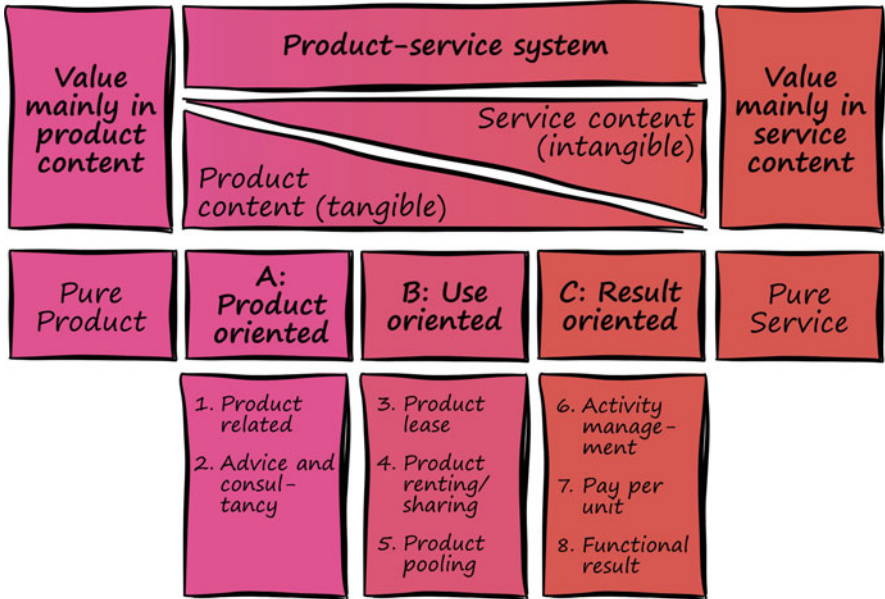 Value
mainly in
product
content
Product-service system
Service content
(intangible)
Product
content (tangible)
Value
mainly in
service
content
Pure
Product
A:
Product
oriented
B: Use
oriented
C: Result
oriented
Pure
Service
1. Product
related
2. Advice and
consul-
tancy
3. Product
lease
4. Product
renting/
sharing
5. Product
pooling
6. Activity
manage-
ment
7. Pay per
unit
8. Functional
result